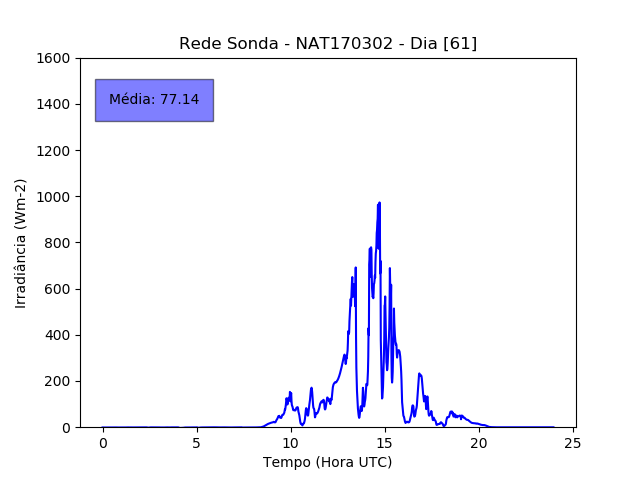 Rede Sonda - NAT170302 - Dia [61]
1600
1400
1200
1000
800
600
400
200
0
Média: 77.14
Irradiância (Wm-2)
0 5 10 15 20 25
Tempo (Hora UTC)